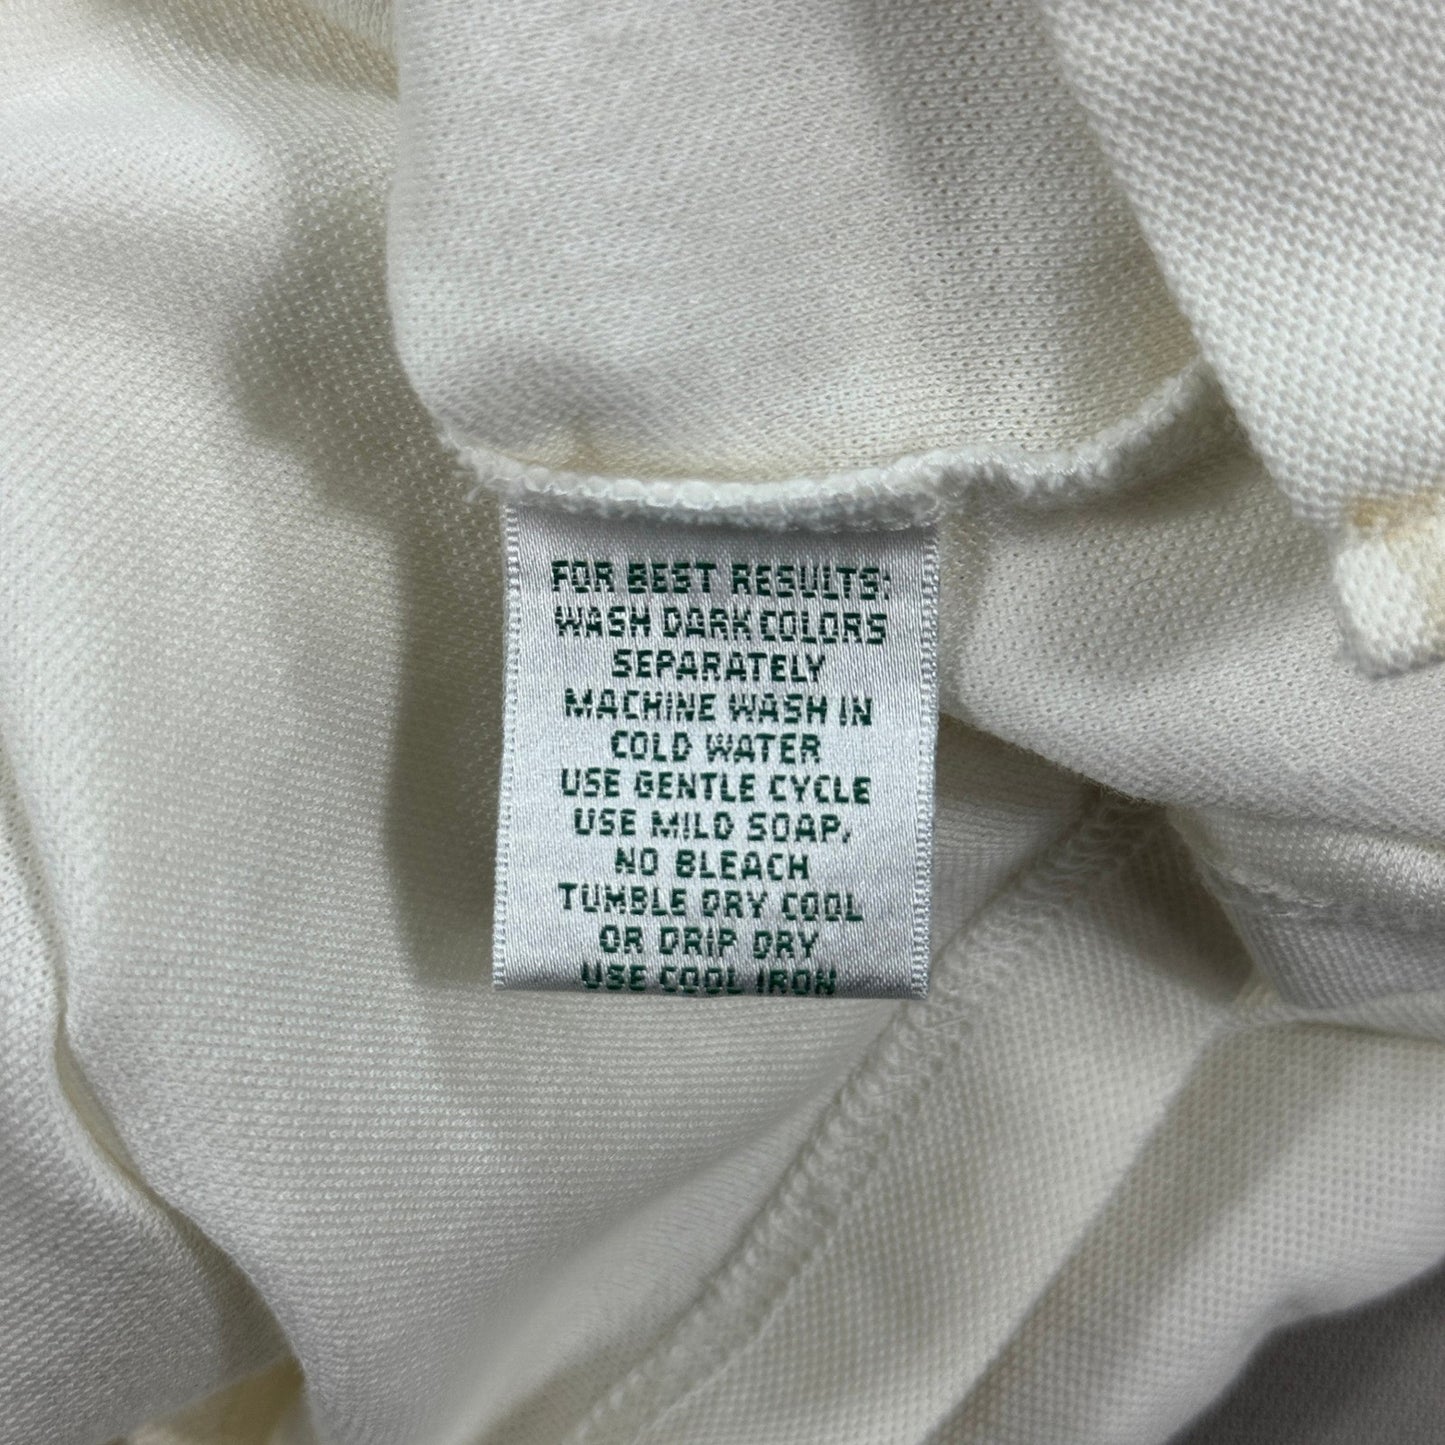 FOR BEST RESULTS:
WASH DARK COLORS
SEPARATELY
MACHINE WASH IN
COLD WATER
USE GENTLE CYCLE
USE MILD SOAP,
NO BLEACH
TUMBLE DRY COOL
OR DRIP DRY
USE COOL IRON